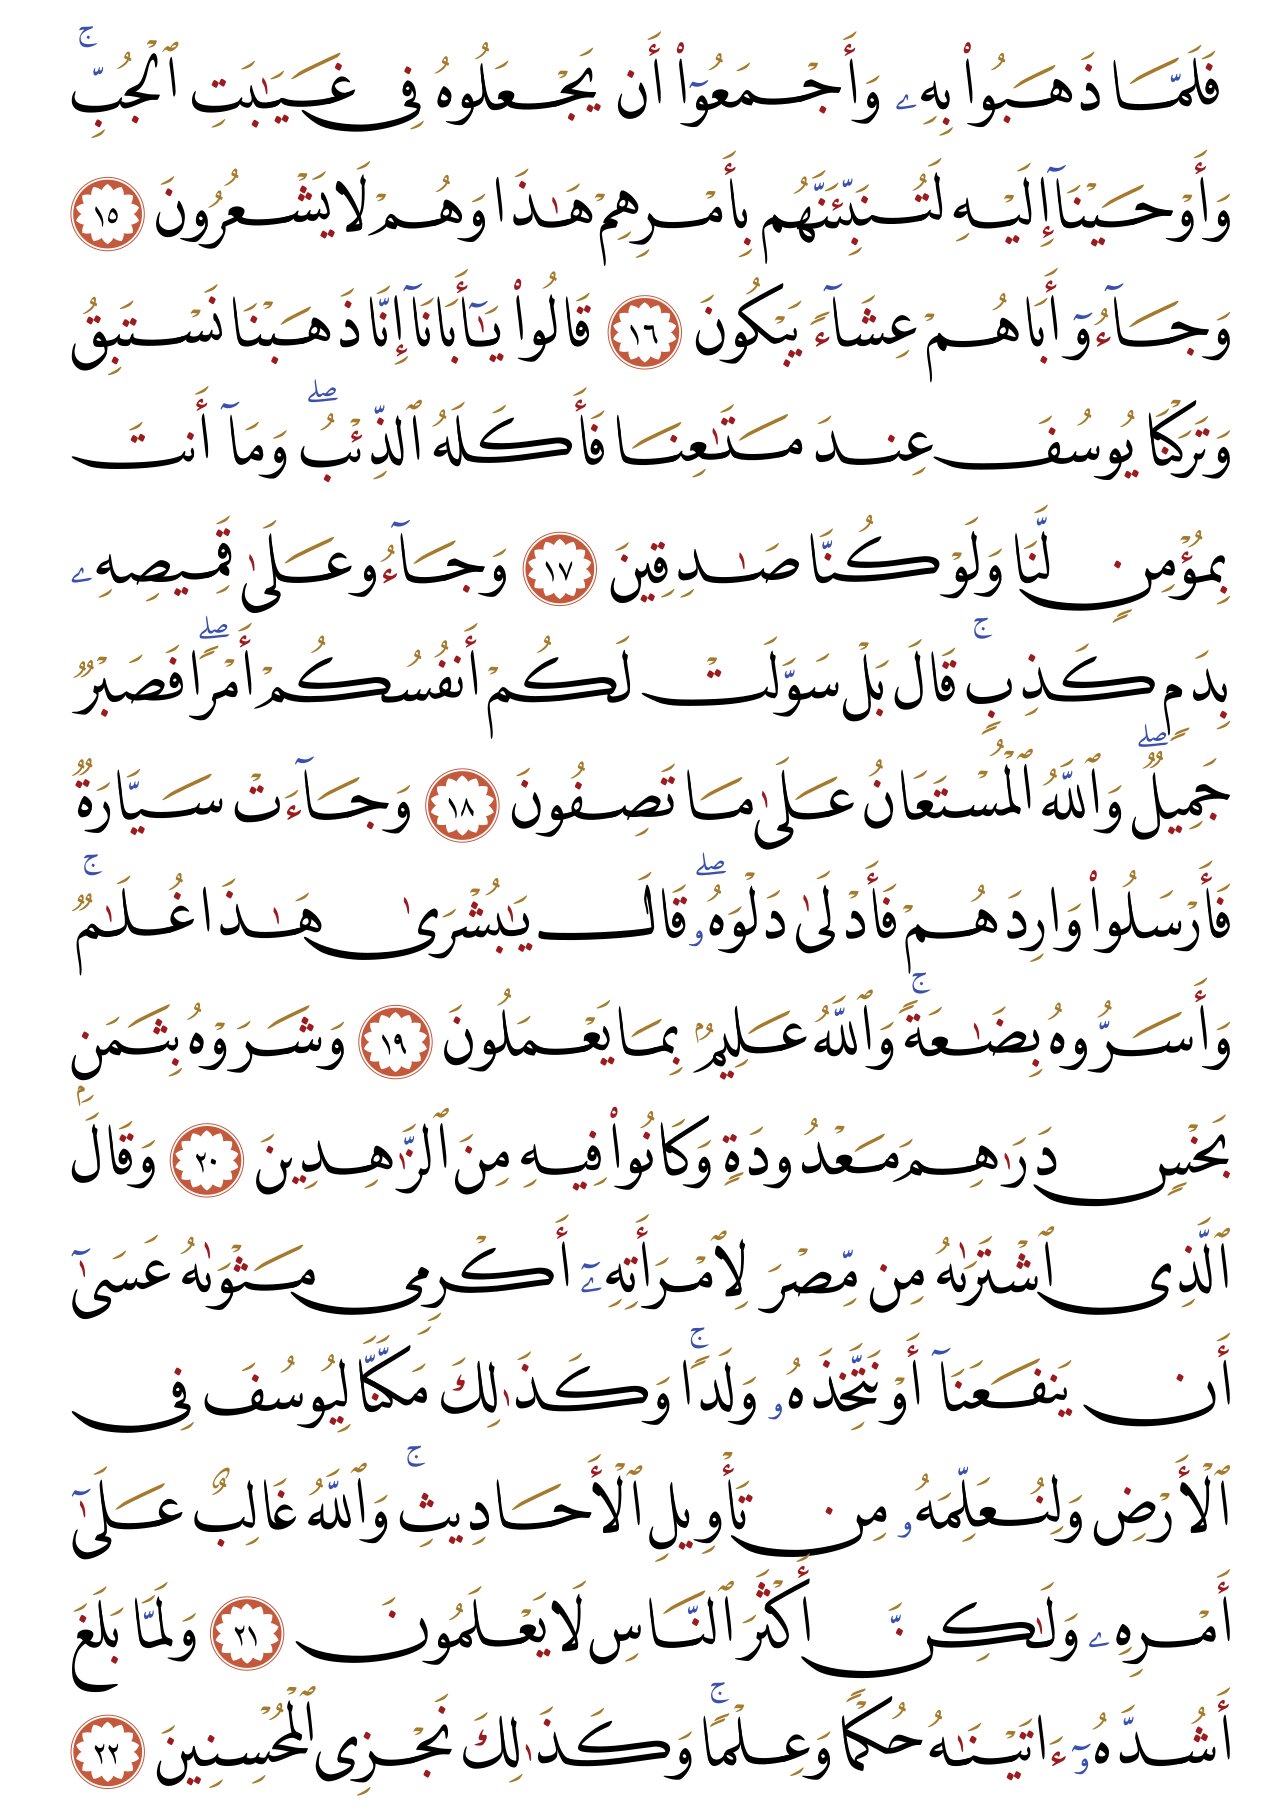 فَلَمَّا ذَهَبُوا۟ بِهِۦ وَأَجْمَعُوٓا۟ أَن يَجْعَلُوهُ فِى غَيَـٰبَتِ ٱلْجُبِّ ۚ
وَأَوْحَيْنَآ إِلَيْهِ لَتُنَبِّئَنَّهُم بِأَمْرِهِمْ هَـٰذَا وَهُمْ لَا يَشْعُرُونَ ١٥
وَجَآءُوٓ أَبَاهُمْ عِشَآءً يَبْكُونَ ١٦ قَالُوا۟ يَـٰٓأَبَانَآ إِنَّا ذَهَبْنَا نَسْتَبِقُ
وَتَرَكْنَا يُوسُفَ عِندَ مَتَـٰعِنَا فَأَكَلَهُ ٱلذِّئْبُ ۖ وَمَآ أَنتَ
بِمُؤْمِنٍ لَّنَا وَلَوْ كُنَّا صَـٰدِقِينَ ١٧ وَجَآءُو عَلَىٰ قَمِيصِهِۦ
بِدَمٍ كَذِبٍ ۚ قَالَ بَلْ سَوَّلَتْ لَكُمْ أَنفُسُكُمْ أَمْرًا ۖ فَصَبْرٌ
جَمِيلٌ ۖ وَٱللَّهُ ٱلْمُسْتَعَانُ عَلَىٰ مَا تَصِفُونَ ١٨ وَجَآءَتْ سَيَّارَةٌ
فَأَرْسَلُوا۟ وَارِدَهُمْ فَأَدْلَىٰ دَلْوَهُۥ ۖ قَالَ يَـٰبُشْرَىٰ هَـٰذَا غُلَـٰمٌ ۚ
وَأَسَرُّوهُ بِضَـٰعَةً ۚ وَٱللَّهُ عَلِيمٌۢ بِمَا يَعْمَلُونَ ١٩ وَشَرَوْهُ بِثَمَنٍۭ
بَخْسٍ دَرَٰهِمَ مَعْدُودَةٍ وَكَانُوا۟ فِيهِ مِنَ ٱلزَّٰهِدِينَ ٢٠ وَقَالَ
ٱلَّذِى ٱشْتَرَىٰهُ مِن مِّصْرَ لِٱمْرَأَتِهِۦٓ أَكْرِمِى مَثْوَىٰهُ عَسَىٰٓ
أَن يَنفَعَنَآ أَوْ نَتَّخِذَهُۥ وَلَدًا ۚ وَكَذَٰلِكَ مَكَّنَّا لِيُوسُفَ فِى
ٱلْأَرْضِ وَلِنُعَلِّمَهُۥ مِن تَأْوِيلِ ٱلْأَحَادِيثِ ۚ وَٱللَّهُ غَالِبٌ عَلَىٰٓ
أَمْرِهِۦ وَلَـٰكِنَّ أَكْثَرَ ٱلنَّاسِ لَا يَعْلَمُونَ ٢١ وَلَمَّا بَلَغَ
أَشُدَّهُۥٓ ءَاتَيْنَـٰهُ حُكْمًا وَعِلْمًا ۚ وَكَذَٰلِكَ نَجْزِى ٱلْمُحْسِنِينَ ٢٢